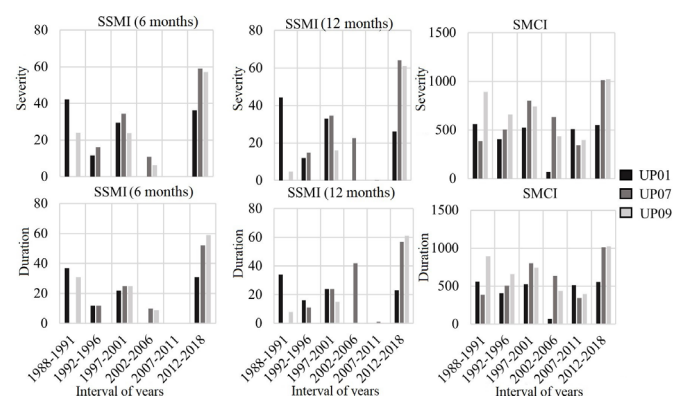 SSMI (6 months)
Severity
80
60
40
20
0
SSMI (12 months)
Severity
80
60
40
20
0
SMCI
Severity
1500
1000
500
0
SSMI (6 months)
Duration
80
60
40
20
0
1988-1991
1992-1996
1997-2001
2002-2006
2007-2011
2012-2018
Interval of years
SSMI (12 months)
Duration
80
60
40
20
0
1988-1991
1992-1996
1997-2001
2002-2006
2007-2011
2012-2018
Interval of years
SMCI
Duration
1500
1000
500
0
1988-1991
1992-1996
1997-2001
2002-2006
2007-2011
2012-2018
Interval of years
UP01
UP07
UP09